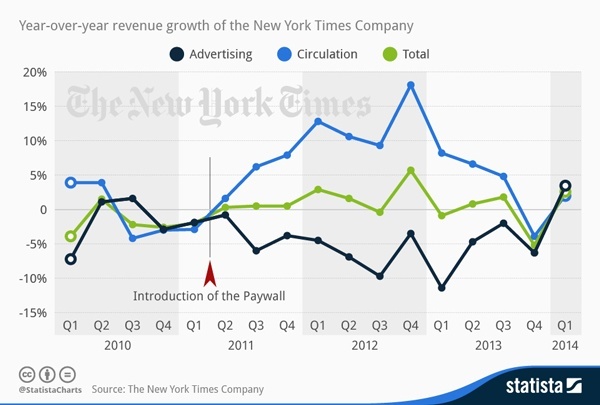 Year-over-year revenue growth of the New York Times Company
Advertising Circulation Total
The New York Times
20%
15%
10%
5%
0
-5%
-10%
-15%
Introduction of the Paywall
Q1 Q2 Q3 Q4 Q1 Q2 Q3 Q4 Q1 Q2 Q3 Q4 Q1 Q2 Q3 Q4 Q1
2010 2011 2012 2013 2014
cc
@StatistaCharts Source: The New York Times Company
statista